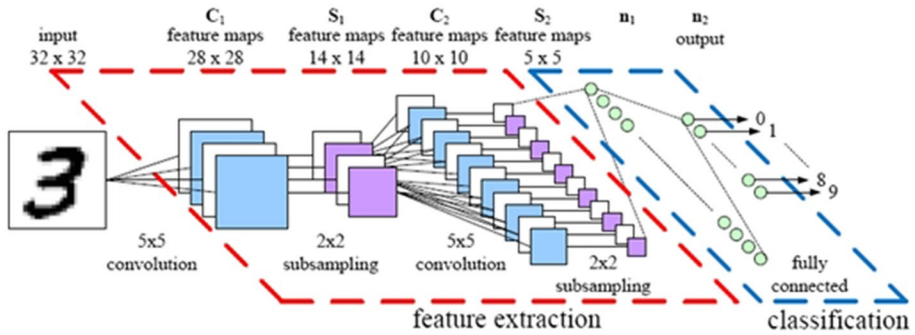 input
32 x 32
C1
feature maps
28 x 28
S1
feature maps
14 x 14
C2
feature maps
10 x 10
S2
feature maps
5 x 5
n1
n2
output
3
0
1
8
9
5x5
convolution
2x2
subsampling
5x5
convolution
2x2
subsampling
fully
connected
feature extraction
classification